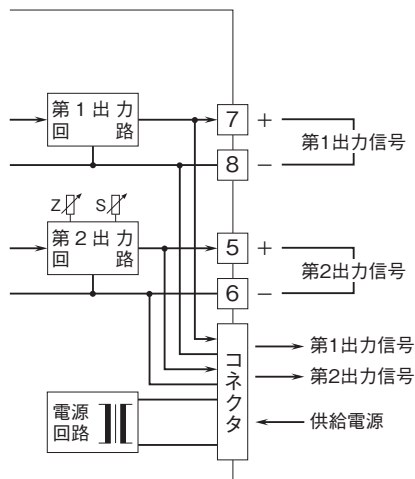 第1出力
回路
7
+
8
−
第1出力信号
Z
S
第2出力
回路
5
+
6
−
第2出力信号
コネクタ
第1出力信号
第2出力信号
供給電源
電源
回路